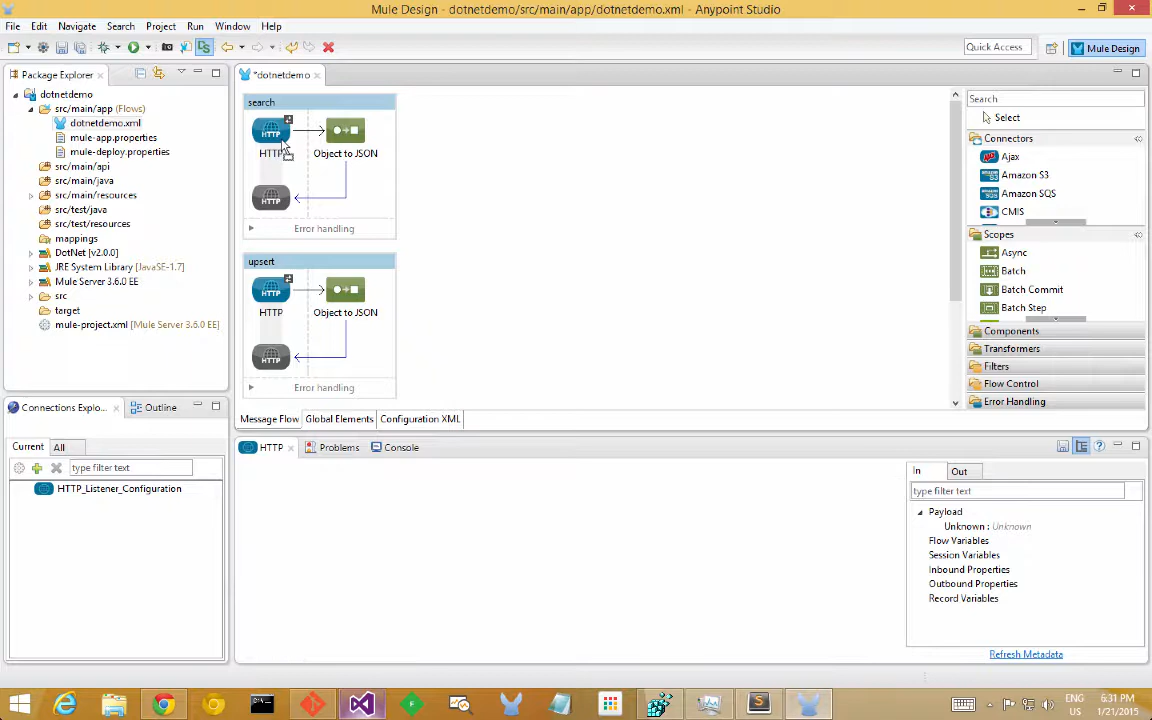 Mule Design - dotnetdemo/src/main/app/dotnetdemo.xml - Anypoint Studio
File Edit Navigate Search Project Run Window Help
Quick Access
Mule Design
Package Explorer
dotnetdemo
src/main/app (Flows)
dotnetdemo.xml
mule-app.properties
mule-deploy.properties
src/main/api
src/main/java
src/main/resources
src/test/java
src/test/resources
mappings
DotNet [v2.0.0]
JRE System Library [JavaSE-1.7]
Mule Server 3.6.0 EE
src
target
mule-project.xml [Mule Server 3.6.0 EE]
*dotnetdemo
search
HTTP
HTTP Object to JSON
HTTP
Error handling
upsert
HTTP
HTTP Object to JSON
HTTP
Error handling
Message Flow Global Elements Configuration XML
Search
Select
Connectors
Ajax
Amazon S3
Amazon SQS
CMIS
Scopes
Async
Batch
Batch Commit
Batch Step
Components
Transformers
Filters
Flow Control
Error Handling
Connections Explo...
Outline
Current All
type filter text
HTTP_Listener_Configuration
HTTP Problems Console
In Out
type filter text
Payload
Unknown : Unknown
Flow Variables
Session Variables
Inbound Properties
Outbound Properties
Record Variables
Refresh Metadata
ENG
US
6:31 PM
1/21/2015